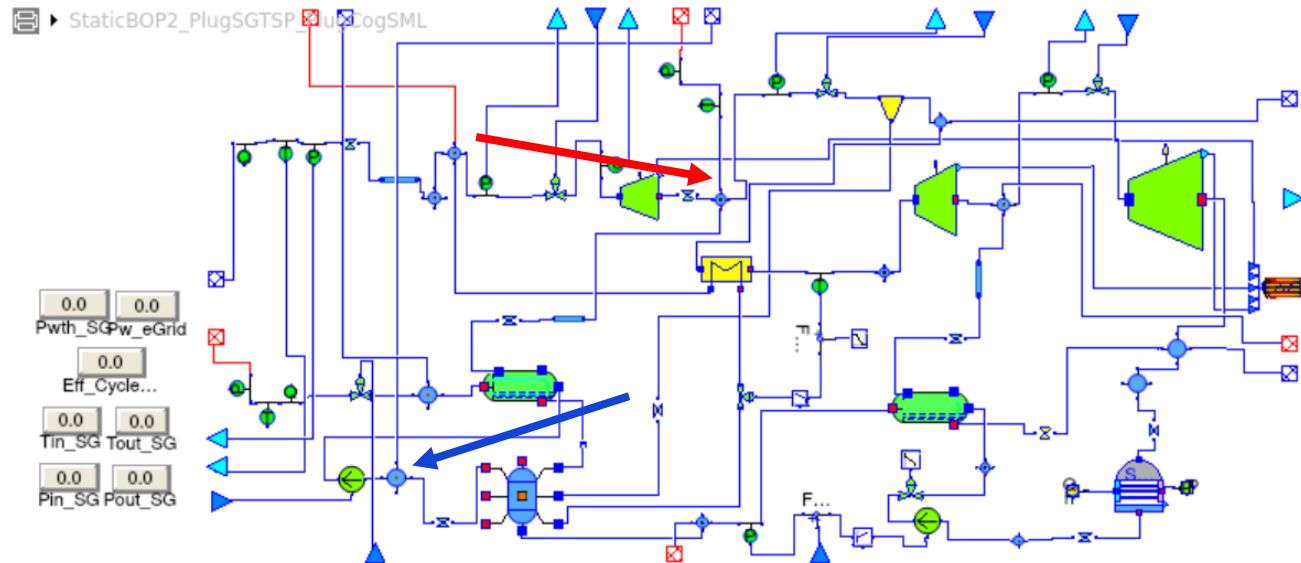 StaticBOP2_PlugSGTSP_PlugCogSML
0.0 0.0
Pwth_SG Pw_eGrid
0.0
Eff_Cycle...
0.0 0.0
Tin_SG Tout_SG
0.0 0.0
Pin_SG Pout_SG
F...
F...
S